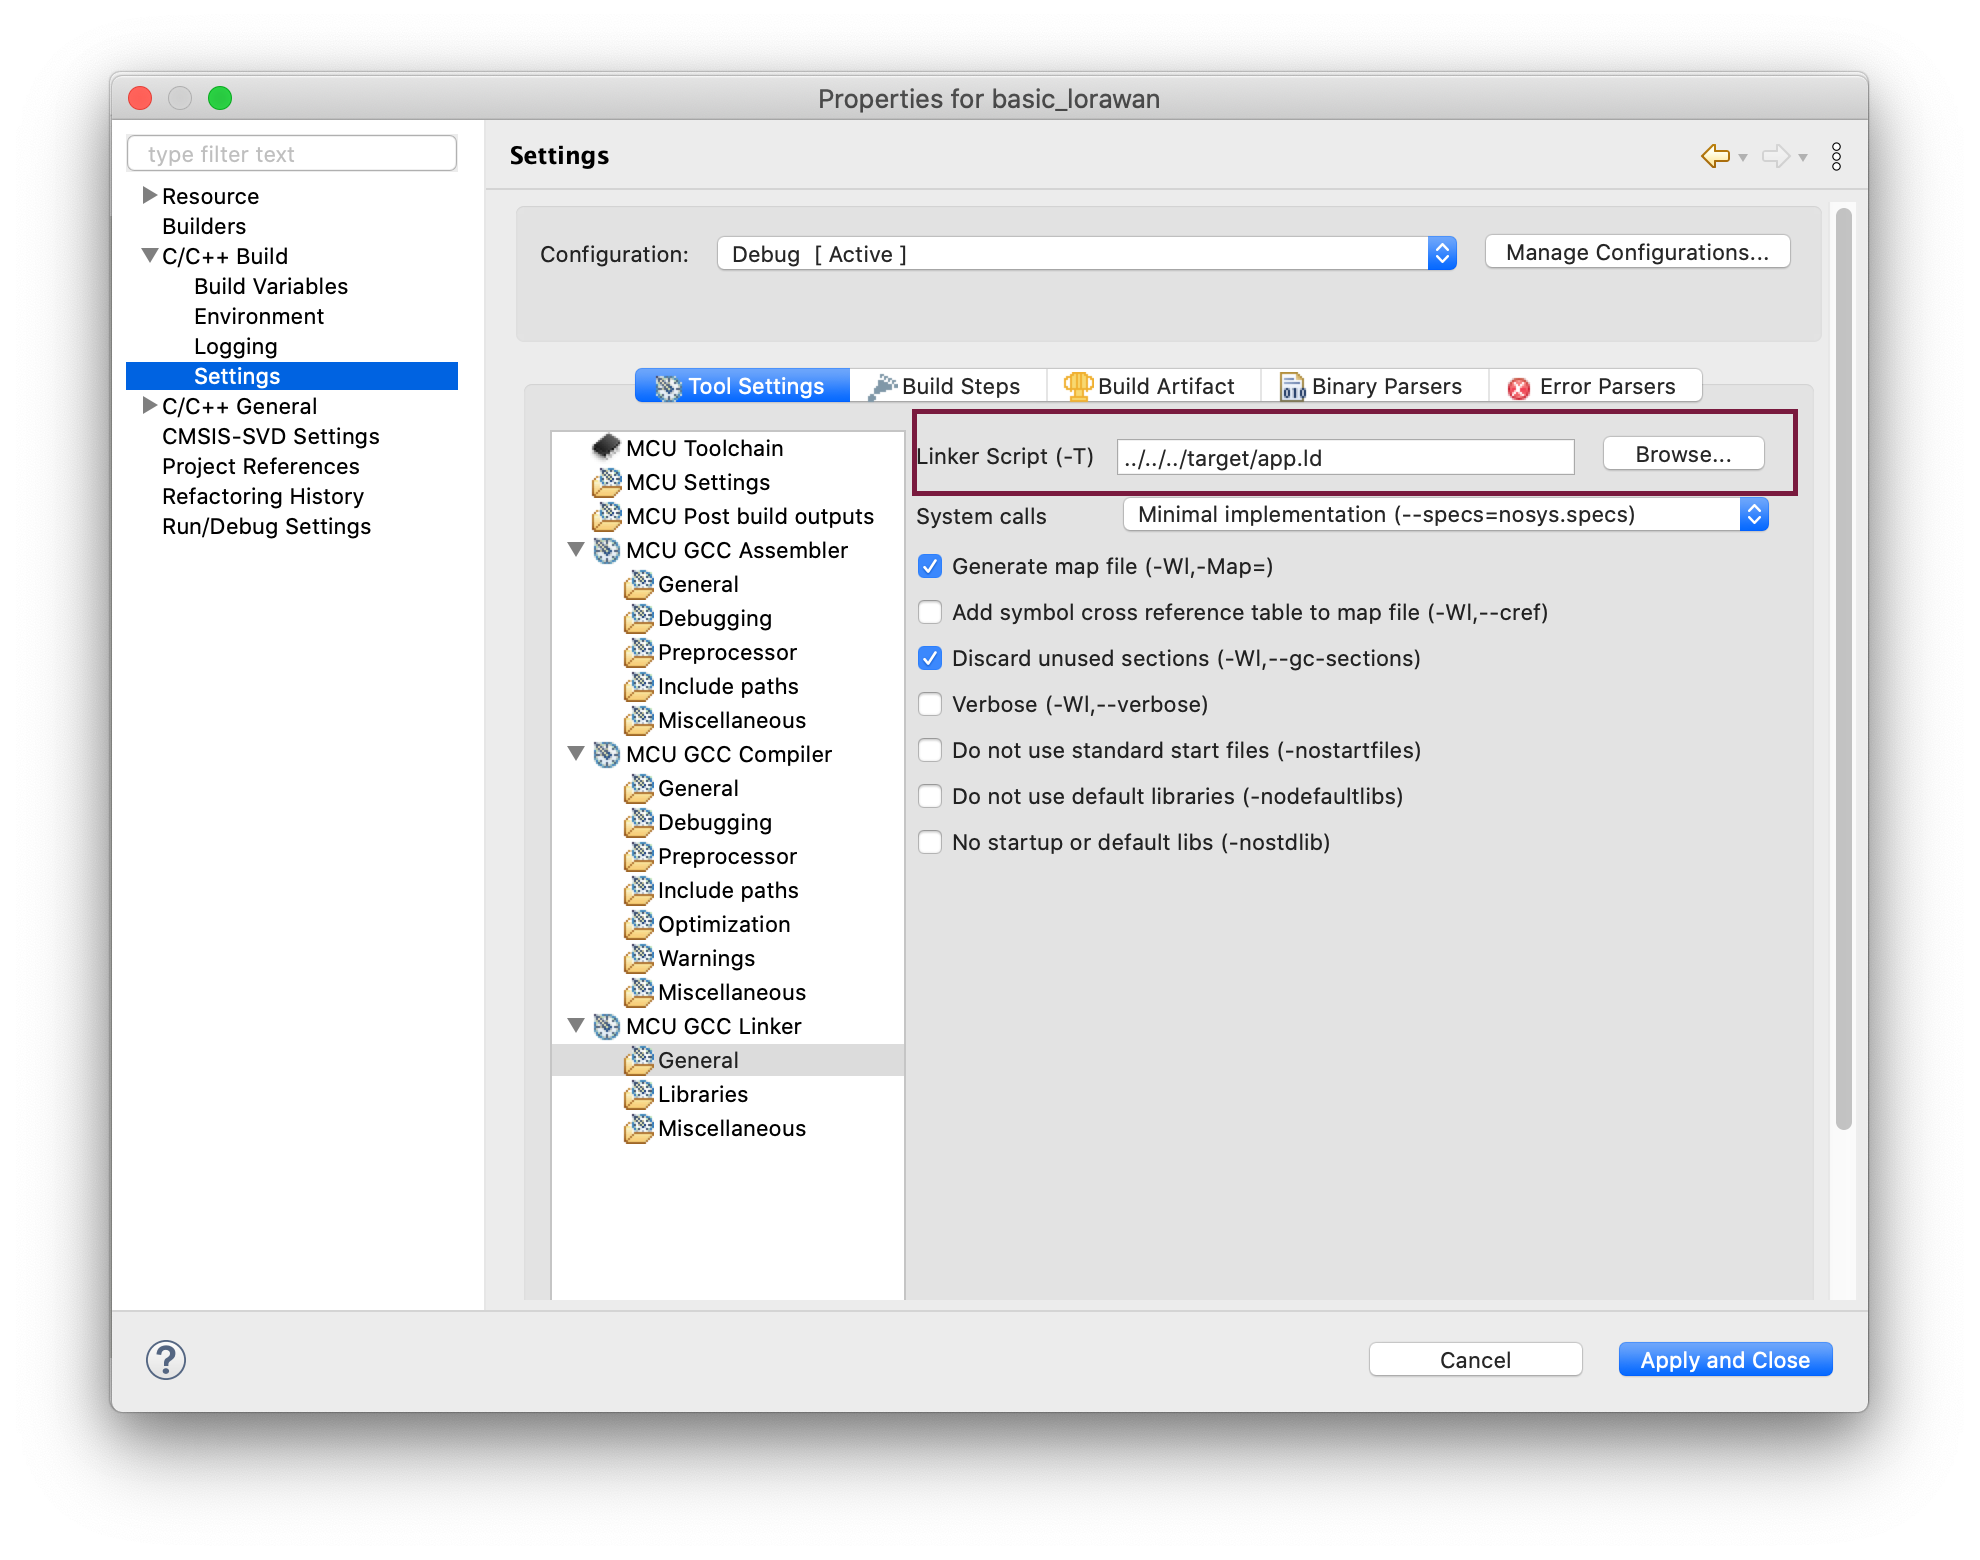 Properties for basic_lorawan
type filter text
Resource
Builders
C/C++ Build
Build Variables
Environment
Logging
Settings
C/C++ General
CMSIS-SVD Settings
Project References
Refactoring History
Run/Debug Settings
Settings
Configuration: Debug [ Active ] Manage Configurations...
Tool Settings Build Steps Build Artifact Binary Parsers Error Parsers
MCU Toolchain
MCU Settings
MCU Post build outputs
MCU GCC Assembler
General
Debugging
Preprocessor
Include paths
Miscellaneous
MCU GCC Compiler
General
Debugging
Preprocessor
Include paths
Optimization
Warnings
Miscellaneous
MCU GCC Linker
General
Libraries
Miscellaneous
Linker Script (-T) ../../../target/app.ld Browse...
System calls Minimal implementation (--specs=nosys.specs)
Generate map file (-Wl,-Map=)
Add symbol cross reference table to map file (-Wl,--cref)
Discard unused sections (-Wl,--gc-sections)
Verbose (-Wl,--verbose)
Do not use standard start files (-nostartfiles)
Do not use default libraries (-nodefaultlibs)
No startup or default libs (-nostdlib)
? Cancel Apply and Close